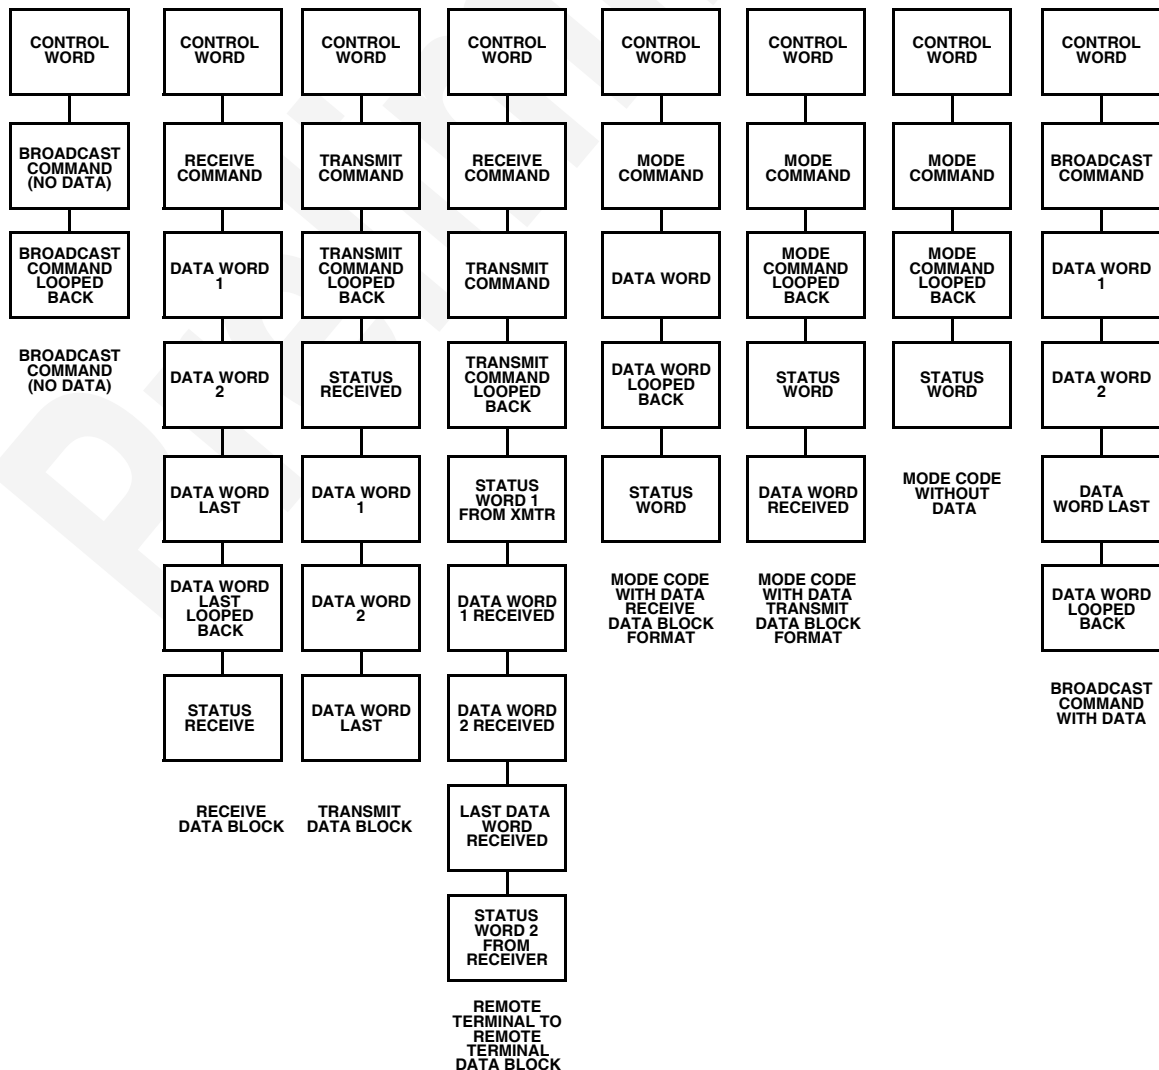 CONTROL
WORD
BROADCAST
COMMAND
(NO DATA)
BROADCAST
COMMAND
LOOPED
BACK
BROADCAST
COMMAND
(NO DATA)
CONTROL
WORD
RECEIVE
COMMAND
DATA WORD
1
DATA WORD
2
DATA WORD
LAST
DATA WORD
LAST
LOOPED
BACK
STATUS
RECEIVE
RECEIVE
DATA BLOCK
CONTROL
WORD
TRANSMIT
COMMAND
TRANSMIT
COMMAND
LOOPED
BACK
STATUS
RECEIVED
DATA WORD
1
DATA WORD
2
DATA WORD
LAST
TRANSMIT
DATA BLOCK
CONTROL
WORD
RECEIVE
COMMAND
TRANSMIT
COMMAND
TRANSMIT
COMMAND
LOOPED
BACK
STATUS
WORD 1
FROM XMTR
DATA WORD
1 RECEIVED
DATA WORD
2 RECEIVED
LAST DATA
WORD
RECEIVED
STATUS
WORD 2
FROM
RECEIVER
REMOTE
TERMINAL TO
REMOTE
TERMINAL
DATA BLOCK
CONTROL
WORD
MODE
COMMAND
DATA WORD
DATA WORD
LOOPED
BACK
STATUS
WORD
MODE CODE
WITH DATA
RECEIVE
DATA BLOCK
FORMAT
CONTROL
WORD
MODE
COMMAND
MODE
COMMAND
LOOPED
BACK
STATUS
WORD
DATA WORD
RECEIVED
MODE CODE
WITH DATA
TRANSMIT
DATA BLOCK
FORMAT
CONTROL
WORD
MODE
COMMAND
MODE
COMMAND
LOOPED
BACK
STATUS
WORD
MODE CODE
WITHOUT
DATA
CONTROL
WORD
BROADCAST
COMMAND
DATA WORD
1
DATA WORD
2
DATA
WORD LAST
DATA WORD
LOOPED
BACK
BROADCAST
COMMAND
WITH DATA